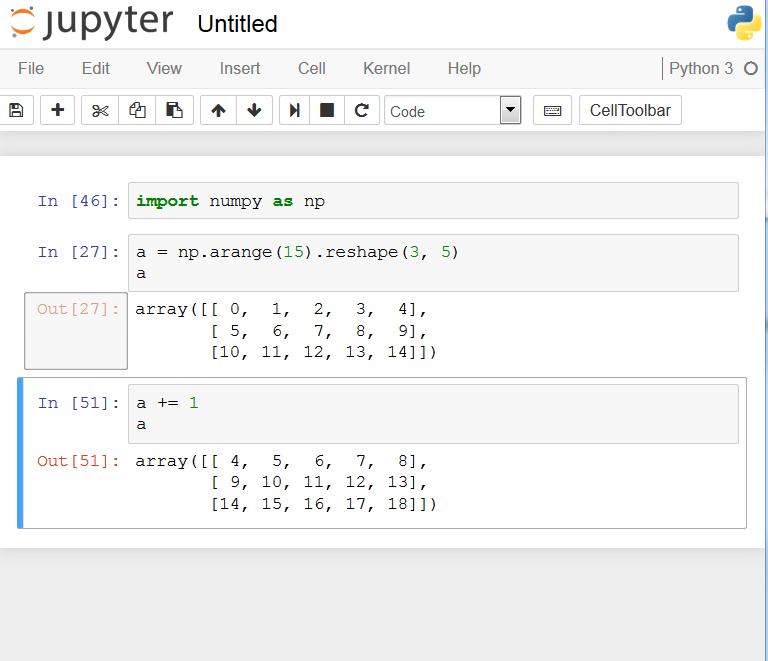 jupyter Untitled
File Edit View Insert Cell Kernel Help Python 3
Code CellToolbar
In [46]: import numpy as np
In [27]: a = np.arange(15).reshape(3, 5)
a
Out[27]: array([[ 0,  1,  2,  3,  4],
[ 5,  6,  7,  8,  9],
[10, 11, 12, 13, 14]])
In [51]: a += 1
a
Out[51]: array([[ 4,  5,  6,  7,  8],
[ 9, 10, 11, 12, 13],
[14, 15, 16, 17, 18]])